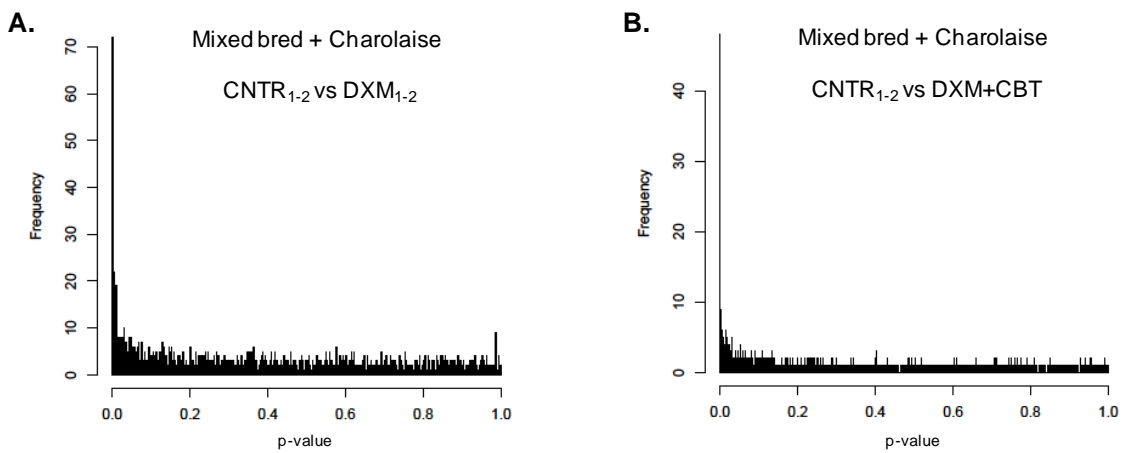 A.
Mixed bred + Charolaise
CNTR1-2 vs DXM1-2
Frequency
70
60
50
40
30
20
10
0
0.0 0.2 0.4 0.6 0.8 1.0
p-value
B.
Mixed bred + Charolaise
CNTR1-2 vs DXM+CBT
Frequency
40
30
20
10
0
0.0 0.2 0.4 0.6 0.8 1.0
p-value